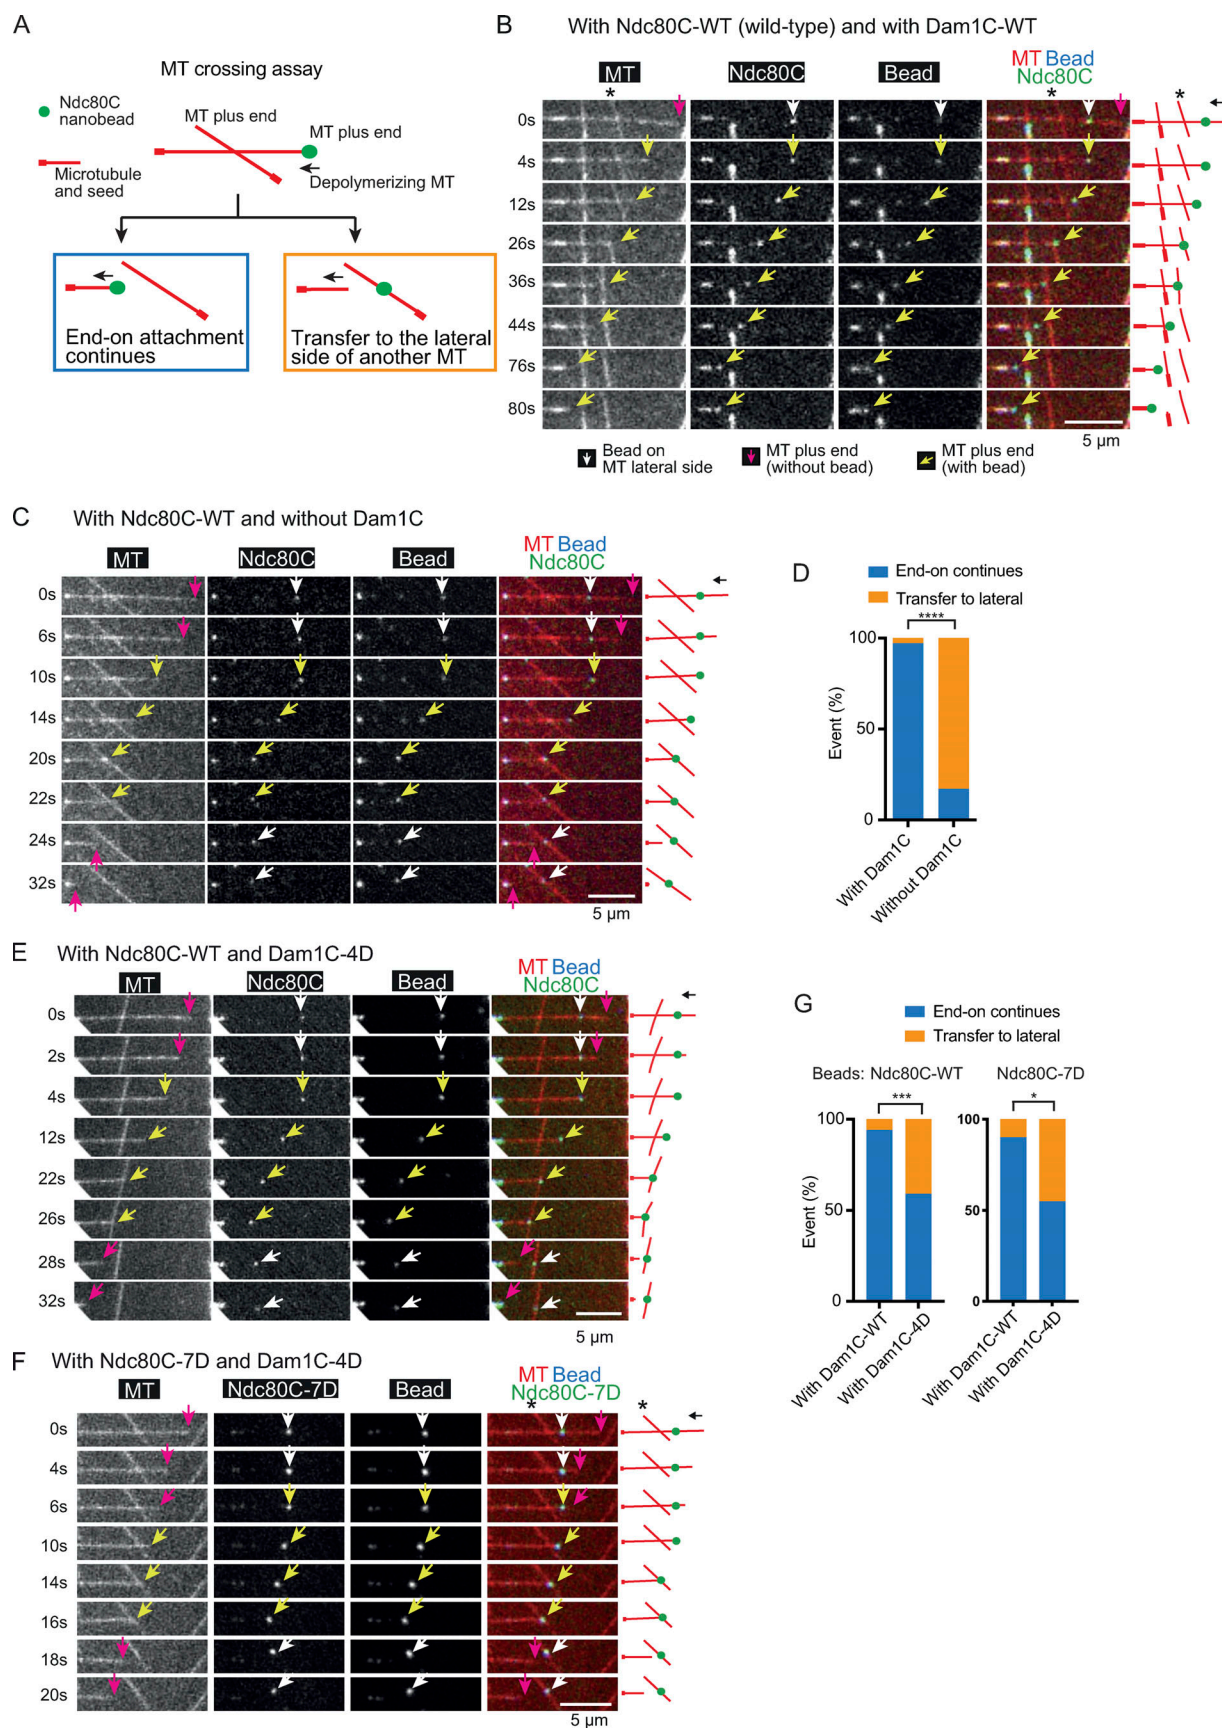 A
MT crossing assay
Ndc80C
nanobead
MT plus end
MT plus end
Microtubule
and seed
Depolymerizing MT
End-on attachment
continues
Transfer to the lateral
side of another MT
B
With Ndc80C-WT (wild-type) and with Dam1C-WT
MT
Ndc80C
Bead
MT Bead
Ndc80C
*
*
*
0s
4s
12s
26s
36s
44s
76s
80s
5 µm
Bead on
MT lateral side
MT plus end
(without bead)
MT plus end
(with bead)
C
With Ndc80C-WT and without Dam1C
MT
Ndc80C
Bead
MT Bead
Ndc80C
0s
6s
10s
14s
20s
22s
24s
32s
5 µm
D
End-on continues
Transfer to lateral
****
100
50
0
Event (%)
With Dam1C
Without Dam1C
E
With Ndc80C-WT and Dam1C-4D
MT
Ndc80C
Bead
MT Bead
Ndc80C
0s
2s
4s
12s
22s
26s
28s
32s
5 µm
F
With Ndc80C-7D and Dam1C-4D
MT
Ndc80C-7D
Bead
MT Bead
Ndc80C-7D
*
*
0s
4s
6s
10s
14s
16s
18s
20s
5 µm
G
End-on continues
Transfer to lateral
Beads: Ndc80C-WT
Ndc80C-7D
***
*
100
50
0
Event (%)
100
50
0
With Dam1C-WT
With Dam1C-4D
With Dam1C-WT
With Dam1C-4D